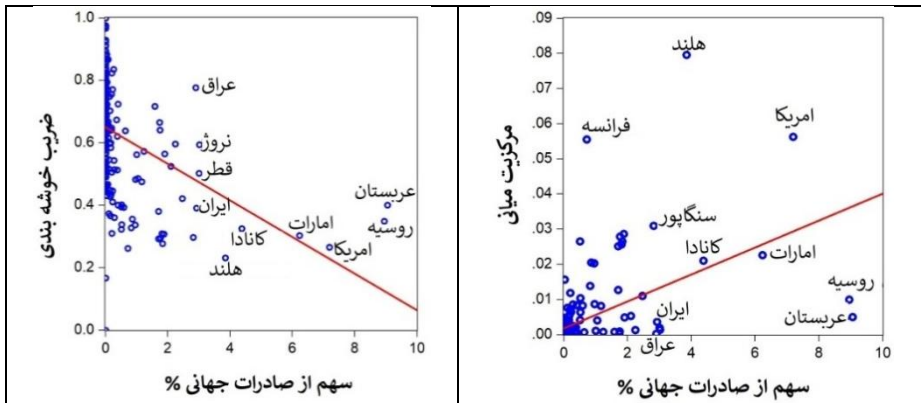 1.0
0.8
0.6
0.4
0.2
0.0
0
2
4
6
8
10
ضریب خوشه بندی
سهم از صادرات جهانی %
عراق
نروژ
قطر
ایران
کانادا
هلند
امارات
امریکا
عربستان
روسیه
.09
.08
.07
.06
.05
.04
.03
.02
.01
.00
0
2
4
6
8
10
مرکزیت میانی
سهم از صادرات جهانی %
هلند
فرانسه
امریکا
سنگاپور
کانادا
امارات
روسیه
عربستان
ایران
عراق